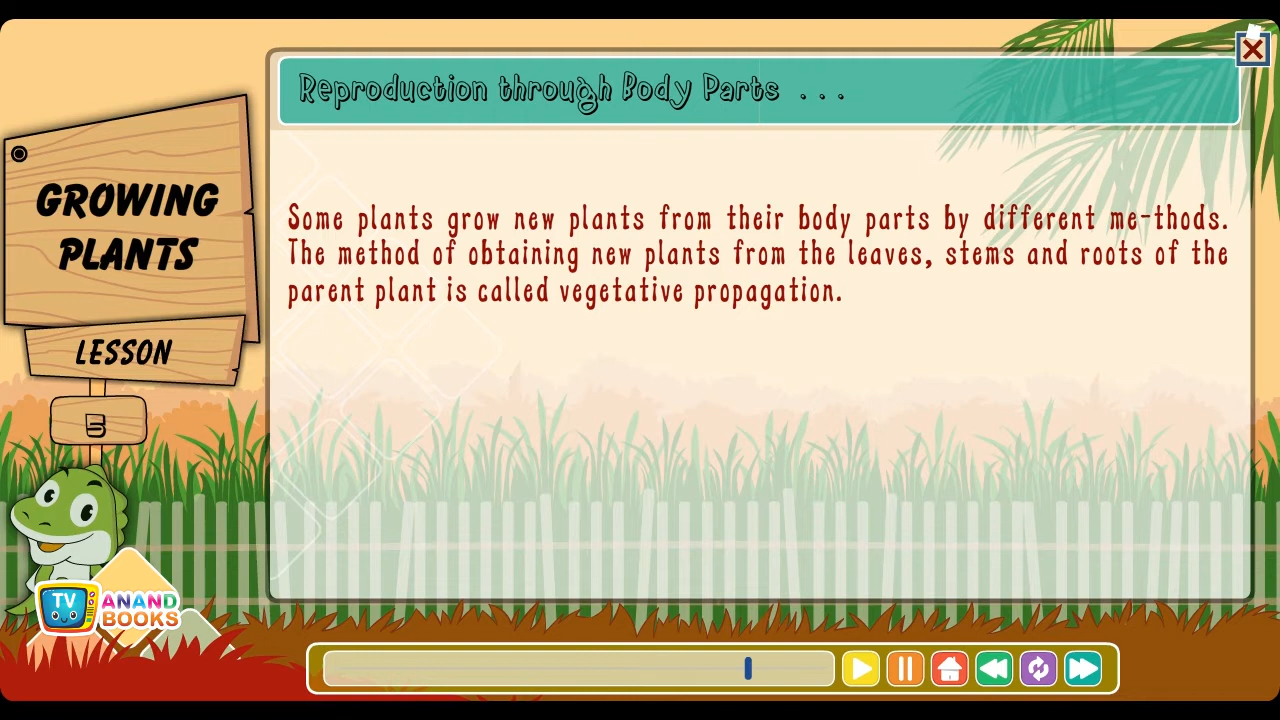 Reproduction through Body Parts ...
GROWING
PLANTS
LESSON
5
Some plants grow new plants from their body parts by different me-thods.
The method of obtaining new plants from the leaves, stems and roots of the
parent plant is called vegetative propagation.
TV
ANAND
BOOKS